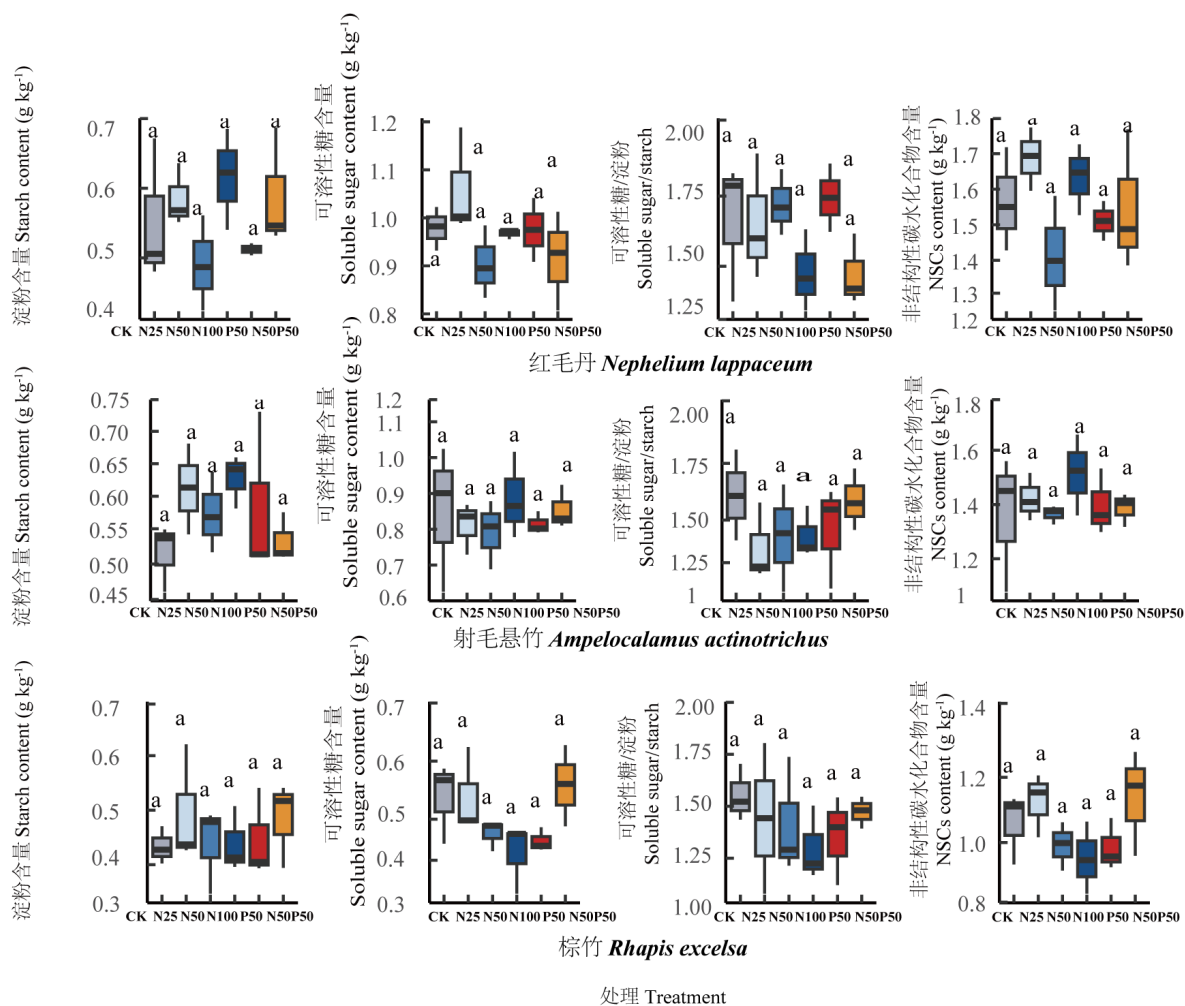 淀粉含量 Starch content (g kg-1)
0.7
0.6
0.5
0.4
a a a a a a
CK N25 N50 N100 P50 N50P50
可溶性糖含量
Soluble sugar content (g kg-1)
1.2
1.1
1.0
0.9
0.8
a a a a a a
CK N25 N50 N100 P50 N50P50
可溶性糖/淀粉
Soluble sugar/starch
2.00
1.75
1.50
1.25
a a a a a a
CK N25 N50 N100 P50 N50P50
非结构性碳水化合物含量
NSCs content (g kg-1)
1.8
1.7
1.6
1.5
1.4
1.3
1.2
a a a a a a
CK N25 N50 N100 P50 N50P50
红毛丹 Nephelium lappaceum
淀粉含量 Starch content (g kg-1)
0.75
0.70
0.65
0.60
0.55
0.50
0.45
a a a a a a
CK N25 N50 N100 P50 N50P50
可溶性糖含量
Soluble sugar content (g kg-1)
1.2
1.1
1.0
0.9
0.8
0.7
0.6
a a a a a a
CK N25 N50 N100 P50 N50P50
可溶性糖/淀粉
Soluble sugar/starch
2.00
1.75
1.50
1.25
1
a a a a a a
CK N25 N50 N100 P50 N50P50
非结构性碳水化合物含量
NSCs content (g kg-1)
1.8
1.6
1.4
1.2
1
a a a a a a
CK N25 N50 N100 P50 N50P50
射毛悬竹 Ampelocalamus actinotrichus
淀粉含量 Starch content (g kg-1)
0.7
0.6
0.5
0.4
0.3
a a a a a a
CK N25 N50 N100 P50 N50P50
可溶性糖含量
Soluble sugar content (g kg-1)
0.7
0.6
0.5
0.4
0.3
a a a a a a
CK N25 N50 N100 P50 N50P50
可溶性糖/淀粉
Soluble sugar/starch
2.00
1.75
1.50
1.25
1.00
a a a a a a
CK N25 N50 N100 P50 N50P50
非结构性碳水化合物含量
NSCs content (g kg-1)
1.4
1.2
1.0
0.8
a a a a a a
CK N25 N50 N100 P50 N50P50
棕竹 Rhapis excelsa
处理 Treatment